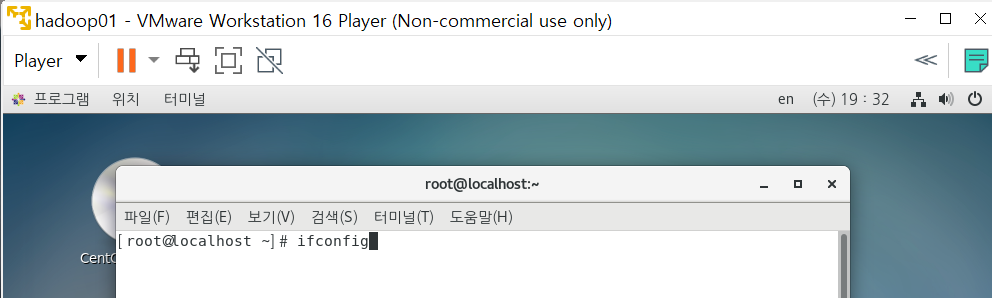 hadoop01 - VMware Workstation 16 Player (Non-commercial use only)
Player
프로그램 위치 터미널 en (수) 19 : 32
root@localhost:~
파일(F) 편집(E) 보기(V) 검색(S) 터미널(T) 도움말(H)
[root@localhost ~]# ifconfig